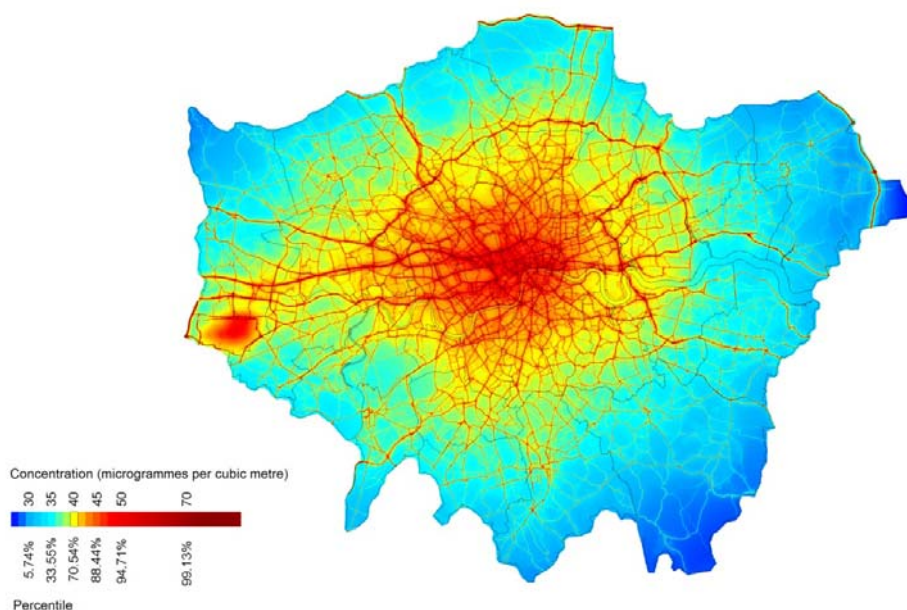 Concentration (microgrammes per cubic metre)
30 35 40 45 50 70
5.74% 33.55% 70.54% 88.44% 94.71% 99.13%
Percentile